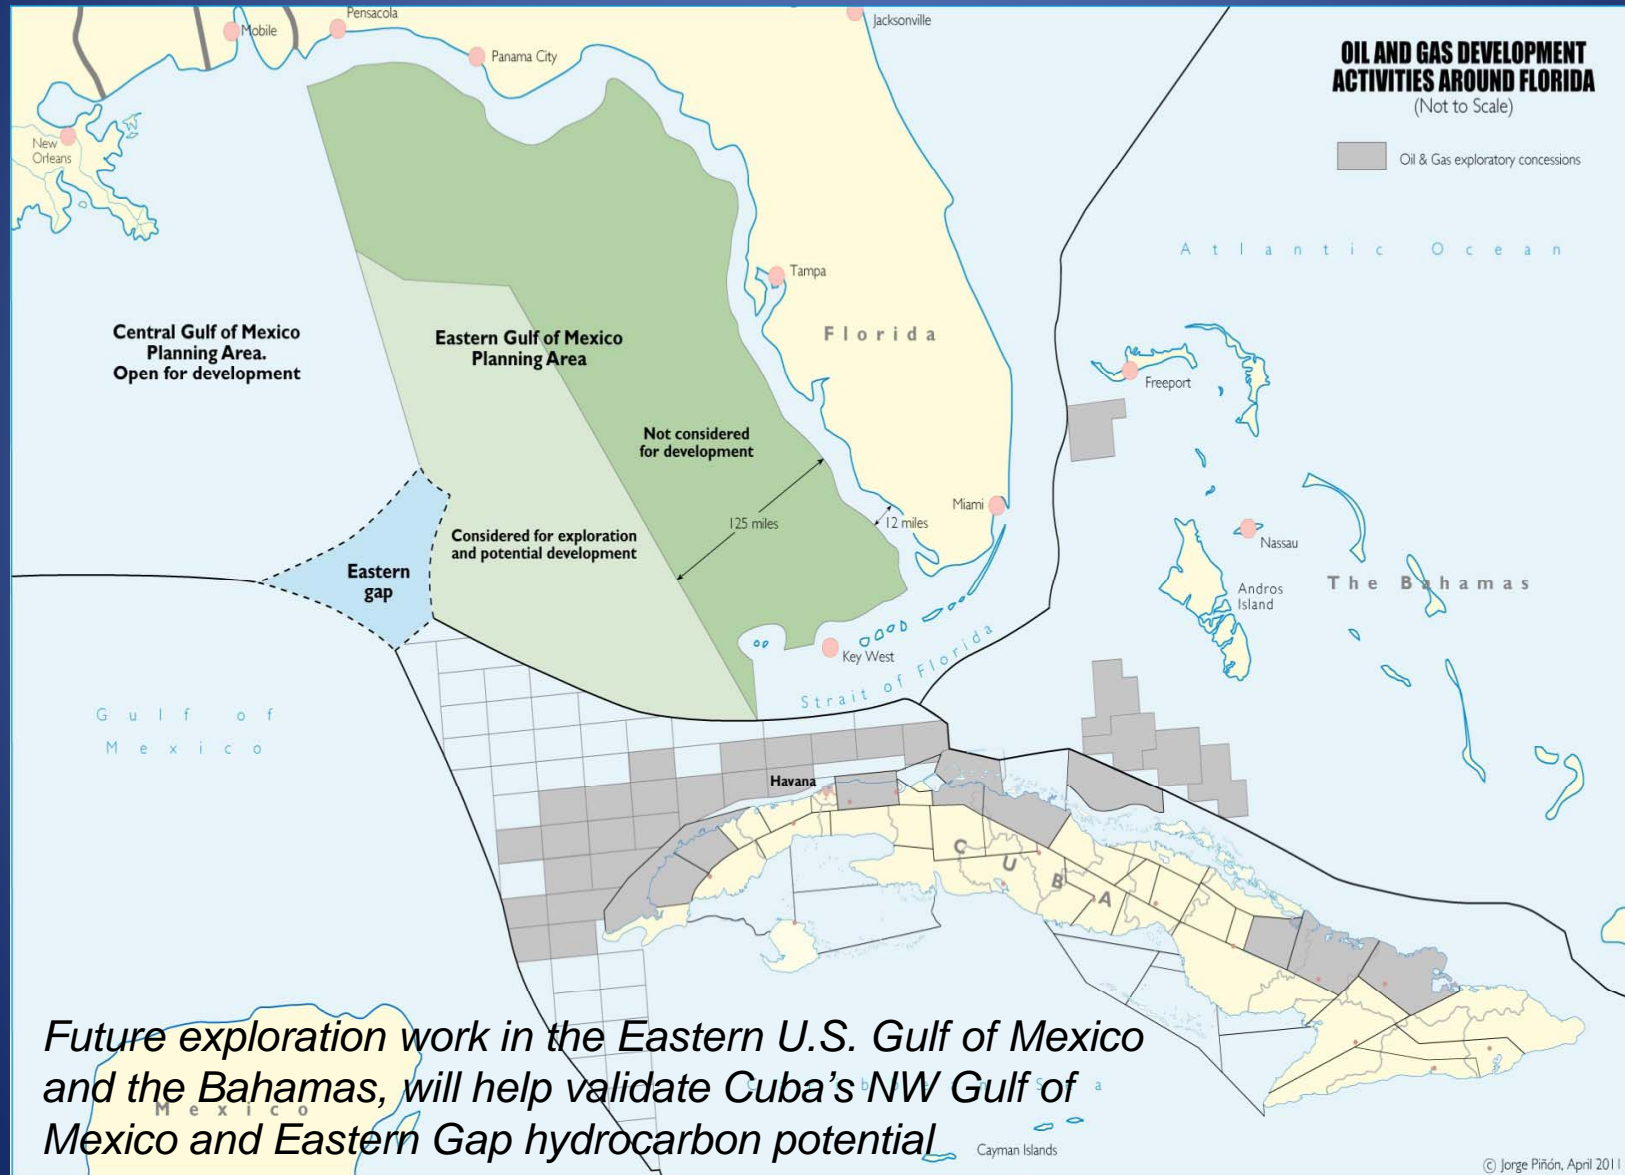 Pensacola
Mobile
Jacksonville
Panama City
OIL AND GAS DEVELOPMENT
ACTIVITIES AROUND FLORIDA
(Not to Scale)
New
Orleans
Oil & Gas exploratory concessions
Atlantic Ocean
Tampa
Florida
Central Gulf of Mexico
Planning Area.
Open for development
Eastern Gulf of Mexico
Planning Area
Freeport
Not considered
for development
Miami
125 miles
12 miles
Considered for exploration
and potential development
Nassau
Eastern
gap
Andros
Island
The Bahamas
Key West
Strait of Florida
Gulf of
Mexico
Havana
CUBA
Future exploration work in the Eastern U.S. Gulf of Mexico
and the Bahamas, will help validate Cuba’s NW Gulf of
Mexico
Mexico and Eastern Gap hydrocarbon potential
Cayman Islands
© Jorge Piñón, April 2011